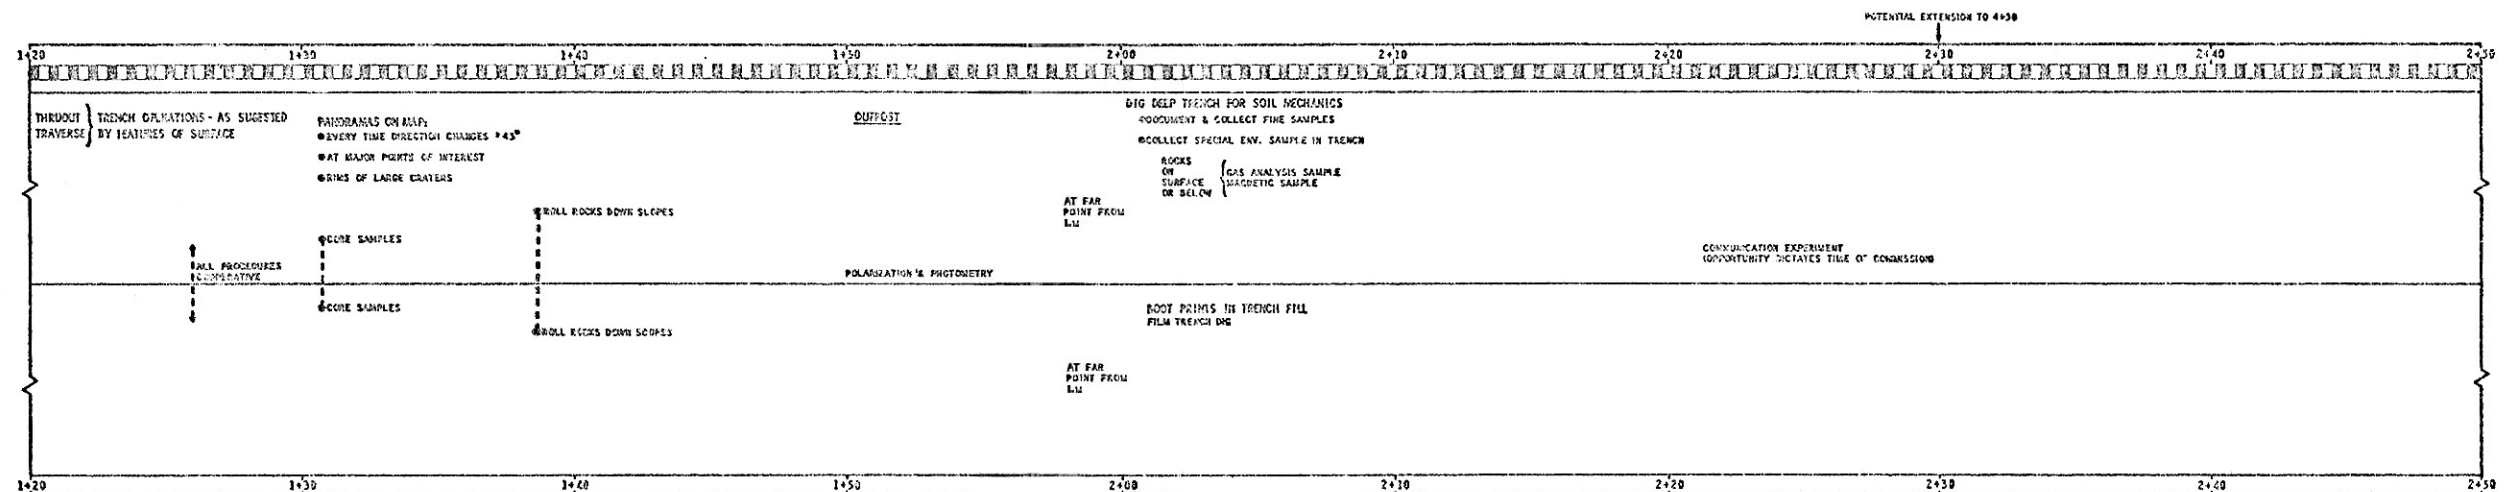 POTENTIAL EXTENSION TO 4+30
1+20 1+30 1+40 1+50 2+00 2+10 2+20 2+30 2+40 2+50
THRUOUT TRAVERSE
TRENCH OPERATIONS - AS SUGESTED
BY FEATURES OF SURFACE
PANORAMAS ON MAP:
●EVERY TIME DIRECTION CHANGES 45°
●AT MAJOR POINTS OF INTEREST
●RIMS OF LARGE CRATERS
OUTPOST
DIG DEEP TRENCH FOR SOIL MECHANICS
●DOCUMENT & COLLECT FINE SAMPLES
●COLLECT SPECIAL ENV. SAMPLE IN TRENCH
ROCKS
ON
SURFACE
OR BELOW
GAS ANALYSIS SAMPLE
MAGNETIC SAMPLE
●ROLL ROCKS DOWN SLOPES
AT FAR
POINT FROM
LM
●CORE SAMPLES
ALL PROCEDURES
COOPERATIVE
POLARIZATION & PHOTOMETRY
COMMUNICATION EXPERIMENT
(OPPORTUNITY DICTATES TIME OF
●CORE SAMPLES
●ROLL ROCKS DOWN SCOPES
BOOT PRINTS IN TRENCH FILL
FILM TRENCH DIG
AT FAR
POINT FROM
LM
1+20 1+30 1+40 1+50 2+00 2+10 2+20 2+30 2+40 2+50